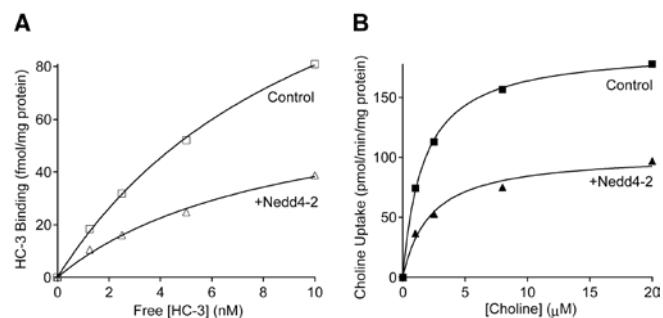 A
HC-3 Binding (fmol/mg protein)
80
60
40
20
0
0 2 4 6 8 10
Free [HC-3] (nM)
Control
+Nedd4-2
B
Choline Uptake (pmol/min/mg protein)
150
100
50
0
0 5 10 15 20
[Choline] (μM)
Control
+Nedd4-2